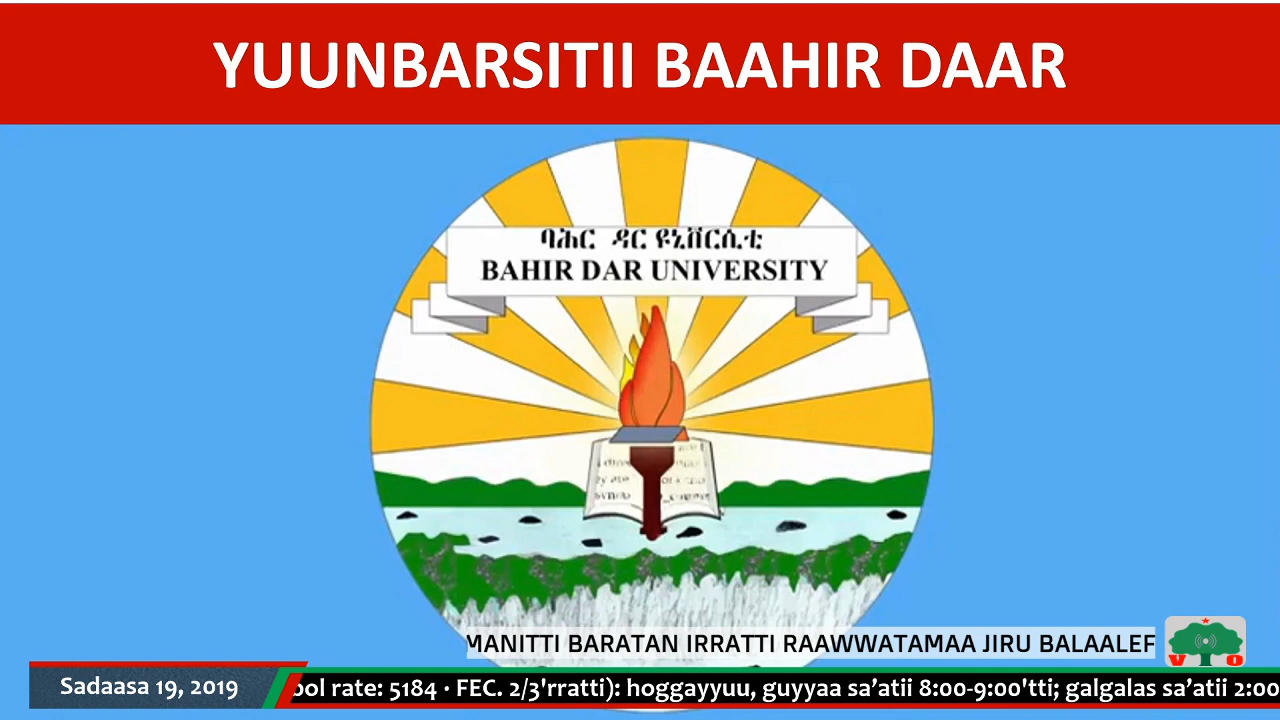 YUUNBARSITII BAAHIR DAAR
ባሕር ዳር ዩኒቨርሲቲ
BAHIR DAR UNIVERSITY
MANITTI BARATAN IRRATTI RAAWWATAMAA JIRU BALAALEF
V O
Sadaasa 19, 2019
ool rate: 5184 · FEC. 2/3'rratti): hoggayyuu, guyyaa sa’atii 8:00-9:00'tti; galgalas sa’atii 2:00